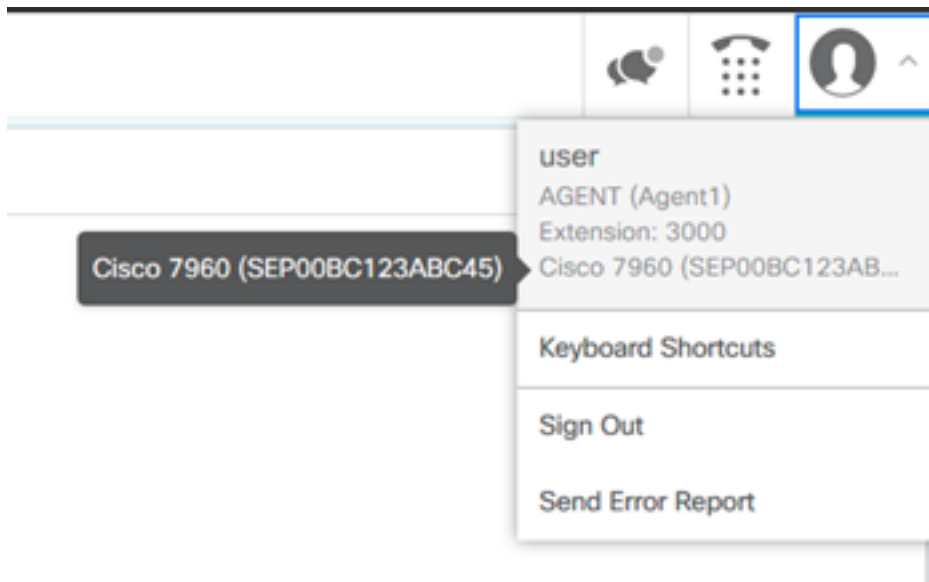 user
AGENT (Agent1)
Extension: 3000
Cisco 7960 (SEP00BC123ABC45)
Cisco 7960 (SEP00BC123AB...
Keyboard Shortcuts
Sign Out
Send Error Report